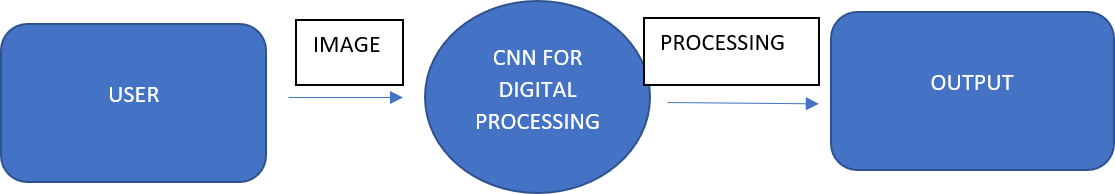 USER
IMAGE
CNN FOR
DIGITAL
PROCESSING
PROCESSING
OUTPUT